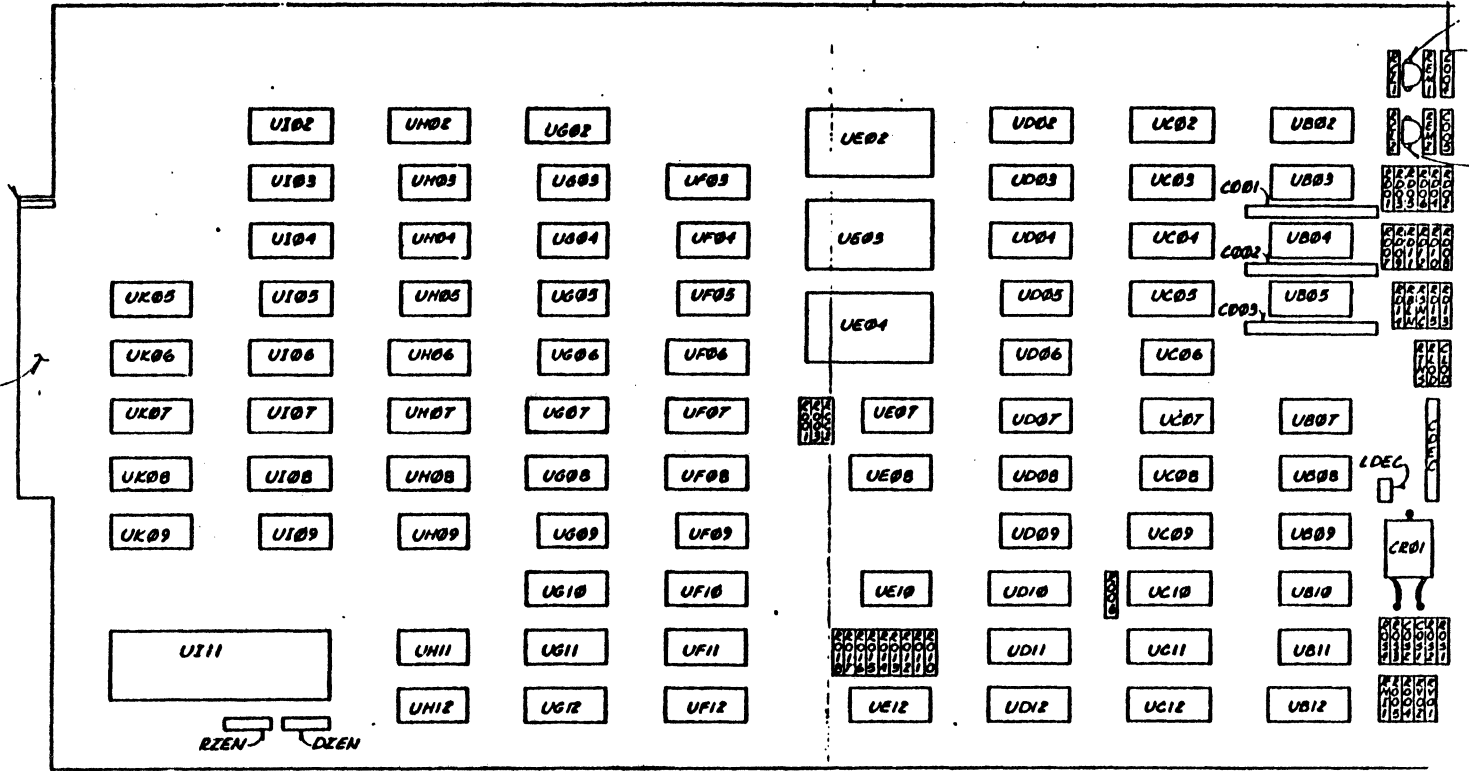 UI02 UH02 UG02 UE02 UD02 UC02 UB02
UI03 UH03 UG03 UF03 UD03 UC03 C001 UB03
UI04 UH04 UG04 UF04 UE03 UD04 UC04 C002 UB04
UK05 UI05 UH05 UG05 UF05 UE04 UD05 UC05 C003 UB05
UK06 UI06 UH06 UG06 UF06 UD06 UC06
UK07 UI07 UH07 UG07 UF07 UE07 UD07 UC07 UB07
UK08 UI08 UH08 UG08 UF08 UE08 UD08 UC08 UB08 LDEC CDEC
UK09 UI09 UH09 UG09 UF09 UD09 UC09 UB09 CR01
UG10 UF10 UE10 UD10 UC10 UB10
UI11 UH11 UG11 UF11 UD11 UC11 UB11
UH12 UG12 UF12 UE12 UD12 UC12 UB12
RZEN DZEN